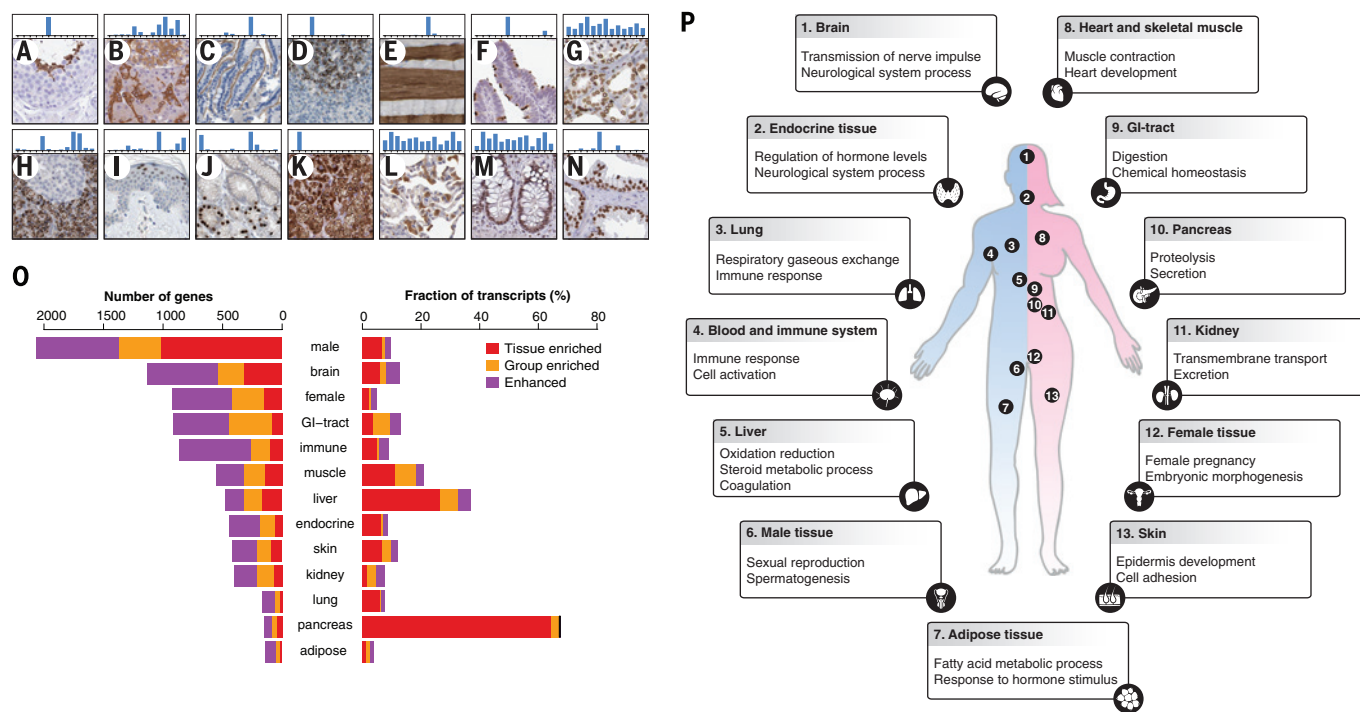 A
B
C
D
E
F
G
H
I
J
K
L
M
N
O
Number of genes
Fraction of transcripts (%)
2000 1500 1000 500 0
0 20 40 60 80
male
brain
female
GI-tract
immune
muscle
liver
endocrine
skin
kidney
lung
pancreas
adipose
Tissue enriched
Group enriched
Enhanced
P
1. Brain
Transmission of nerve impulse
Neurological system process
2. Endocrine tissue
Regulation of hormone levels
Neurological system process
3. Lung
Respiratory gaseous exchange
Immune response
4. Blood and immune system
Immune response
Cell activation
5. Liver
Oxidation reduction
Steroid metabolic process
Coagulation
6. Male tissue
Sexual reproduction
Spermatogenesis
7. Adipose tissue
Fatty acid metabolic process
Response to hormone stimulus
8. Heart and skeletal muscle
Muscle contraction
Heart development
9. GI-tract
Digestion
Chemical homeostasis
10. Pancreas
Proteolysis
Secretion
11. Kidney
Transmembrane transport
Excretion
12. Female tissue
Female pregnancy
Embryonic morphogenesis
13. Skin
Epidermis development
Cell adhesion
1
2
3
8
4
5
9
10
11
12
6
13
7